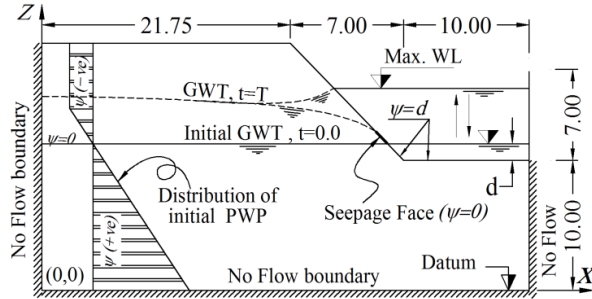 Z
21.75
7.00
10.00
Max. WL
ψ(-ve)
GWT, t=T
ψ=d
7.00
ψ=0
Initial GWT , t=0.0
d
Distribution of
initial PWP
Seepage Face (ψ=0)
No Flow boundary
ψ(+ve)
No Flow
10.00
(0,0)
No Flow boundary
Datum
X